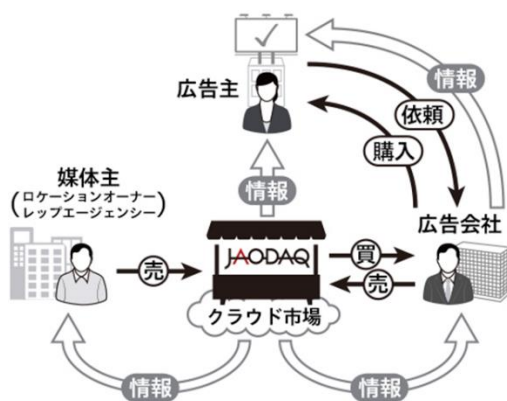 情報
広告主
依頼
購入
媒体主
(ロケーションオーナー
レップエージェンシー)
情報
広告会社
売
JAODAQ
買
売
クラウド市場
情報
情報